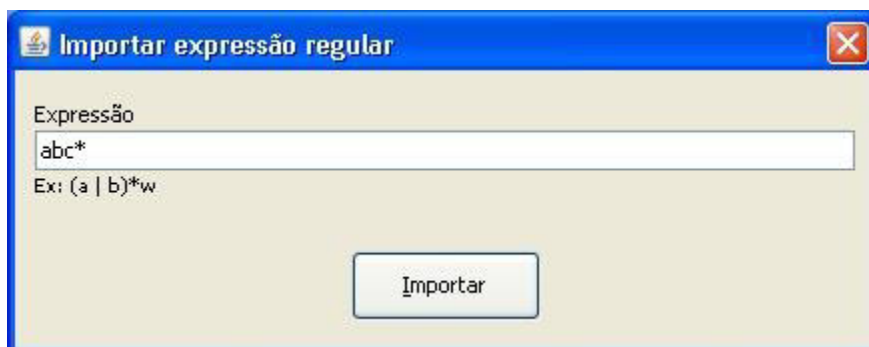 Importar expressão regular
Expressão
abc*
Ex: (a | b)*w
Importar